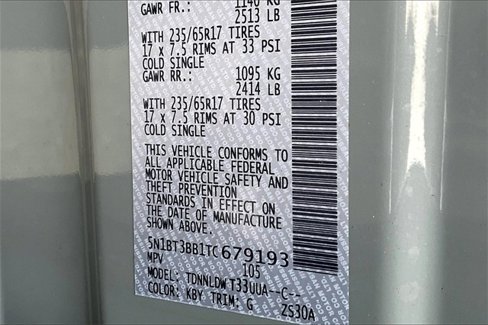 GAWR FR.: 1140 KG
2513 LB
WITH 235/65R17 TIRES
17 x 7.5 RIMS AT 33 PSI
COLD SINGLE
GAWR RR.: 1095 KG
2414 LB
WITH 235/65R17 TIRES
17 x 7.5 RIMS AT 30 PSI
COLD SINGLE
THIS VEHICLE CONFORMS TO
ALL APPLICABLE FEDERAL
MOTOR VEHICLE SAFETY AND
THEFT PREVENTION
STANDARDS IN EFFECT ON
THE DATE OF MANUFACTURE
SHOWN ABOVE.
5N1BT3BB1TC679193
MPV 105
MODEL: TDNNLDWT33UUA--C--
COLOR: KBY TRIM: G ZS30A